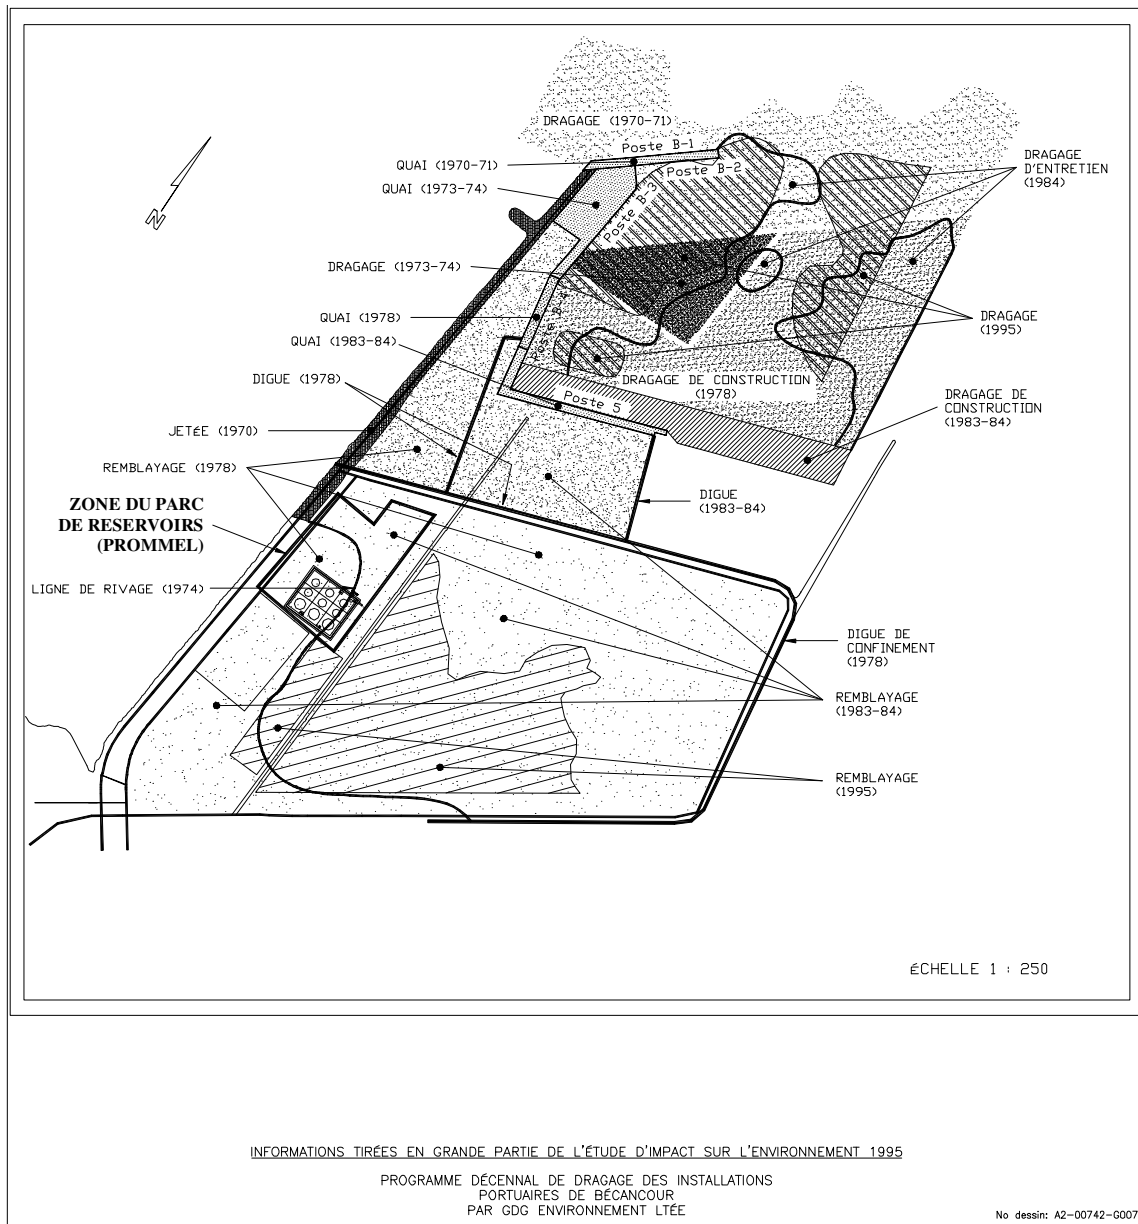 DRAGAGE (1970-71)
Poste B-1
QUAI (1970-71)
Poste B-2
DRAGAGE
D'ENTRETIEN
(1984)
QUAI (1973-74)
Poste B-3
N
DRAGAGE (1973-74)
QUAI (1978)
Poste B-4
DRAGAGE
(1995)
QUAI (1983-84)
DIGUE (1978)
DRAGAGE DE CONSTRUCTION
(1978)
Poste 5
DRAGAGE DE
CONSTRUCTION
(1983-84)
JETÉE (1970)
REMBLAYAGE (1978)
DIGUE
(1983-84)
ZONE DU PARC
DE RESERVOIRS
(PROMMEL)
LIGNE DE RIVAGE (1974)
DIGUE DE
CONFINEMENT
(1978)
REMBLAYAGE
(1983-84)
REMBLAYAGE
(1995)
ÉCHELLE 1 : 250
INFORMATIONS TIRÉES EN GRANDE PARTIE DE L'ÉTUDE D'IMPACT SUR L'ENVIRONNEMENT 1995
PROGRAMME DÉCENNAL DE DRAGAGE DES INSTALLATIONS
PORTUAIRES DE BÉCANCOUR
PAR GDG ENVIRONNEMENT LTÉE
No dessin: A2-00742-G007